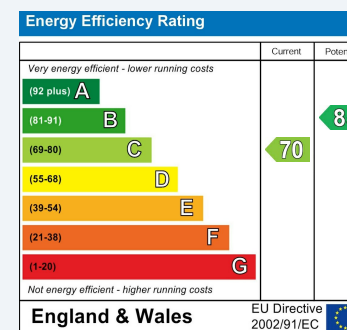 Energy Efficiency Rating
Current
Very energy efficient - lower running costs
(92 plus) A
(81-91) B
(69-80) C
70
(55-68) D
(39-54) E
(21-38) F
(1-20) G
Not energy efficient - higher running costs
England & Wales
EU Directive
2002/91/EC